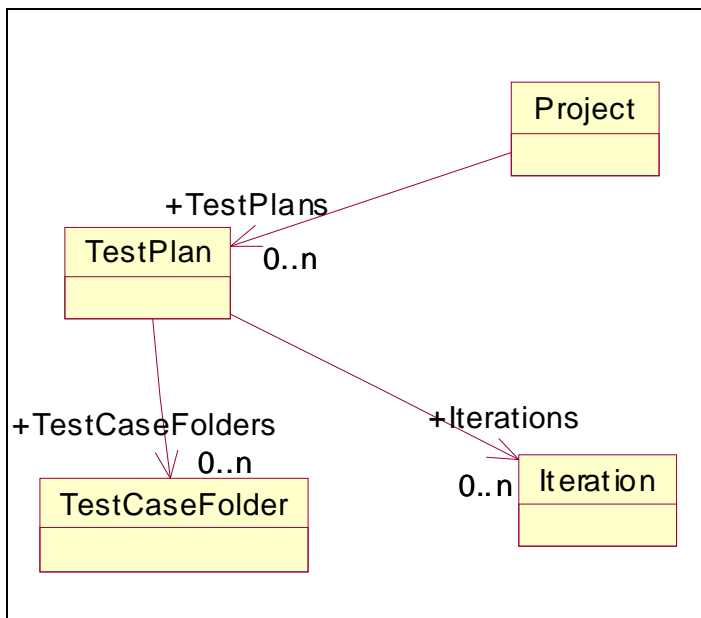 Project
+TestPlans
TestPlan
0..n
+TestCaseFolders
+Iterations
0..n
0..n
TestCaseFolder
Iteration